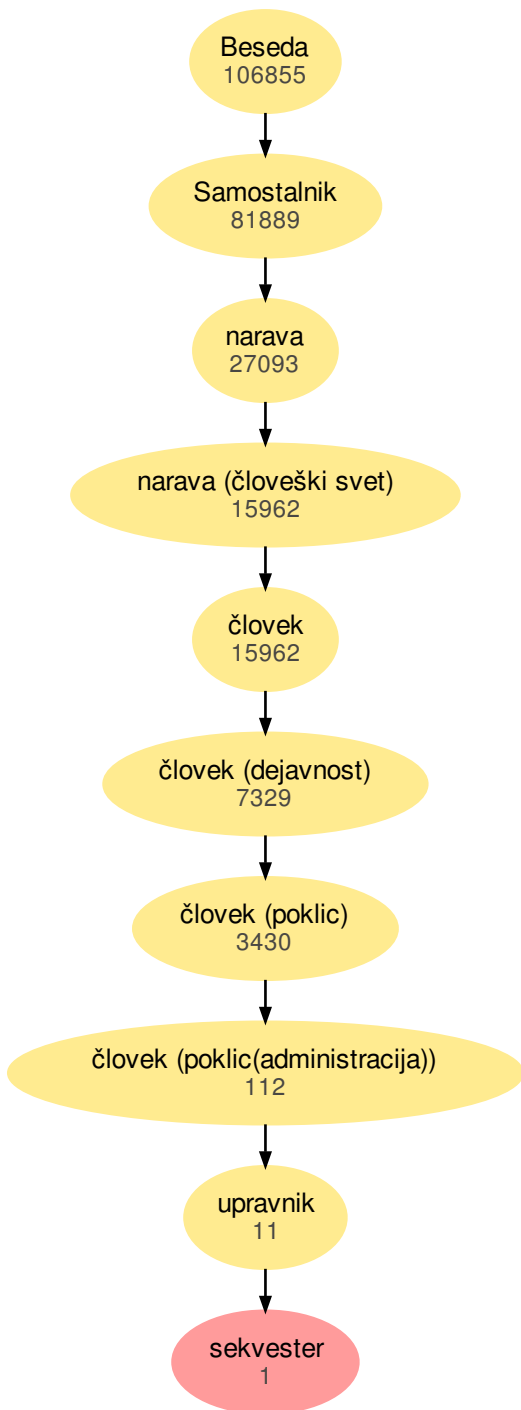 Beseda
106855
Samostalnik
81889
narava
27093
narava (človeški svet)
15962
človek
15962
človek (dejavnost)
7329
človek (poklic)
3430
človek (poklic(administracija))
112
upravnik
11
sekvester
1